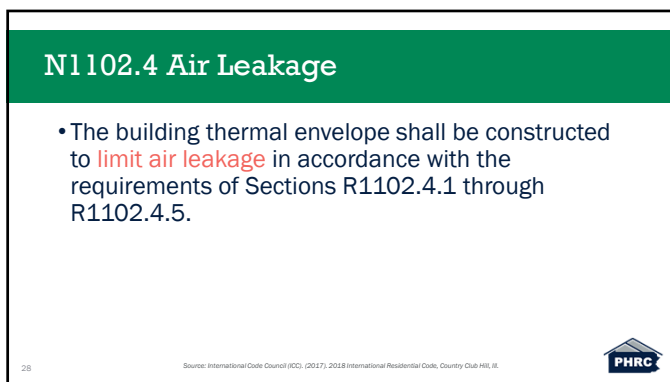 N1102.4 Air Leakage
•The building thermal envelope shall be constructed
to limit air leakage in accordance with the
requirements of Sections R1102.4.1 through
R1102.4.5.
28
Source: International Code Council (ICC). (2017). 2018 International Residential Code, Country Club Hill, Ill.
PHRC